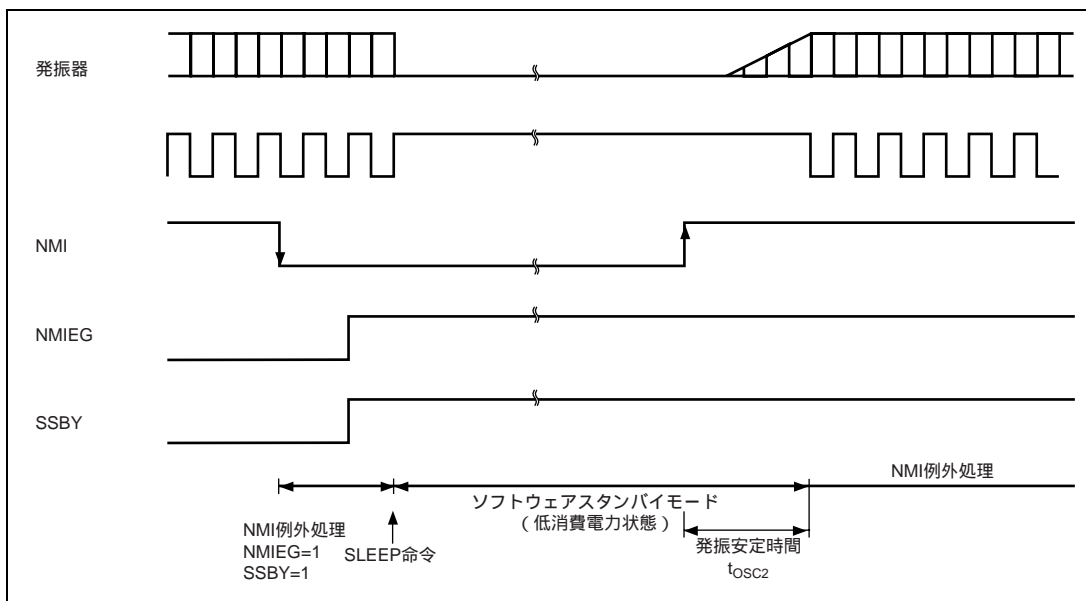 発振器
NMI
NMIEG
SSBY
NMI例外処理
NMIEG=1
SSBY=1
SLEEP命令
ソフトウェアスタンバイモード
（低消費電力状態）
発振安定時間
tOSC2
NMI例外処理